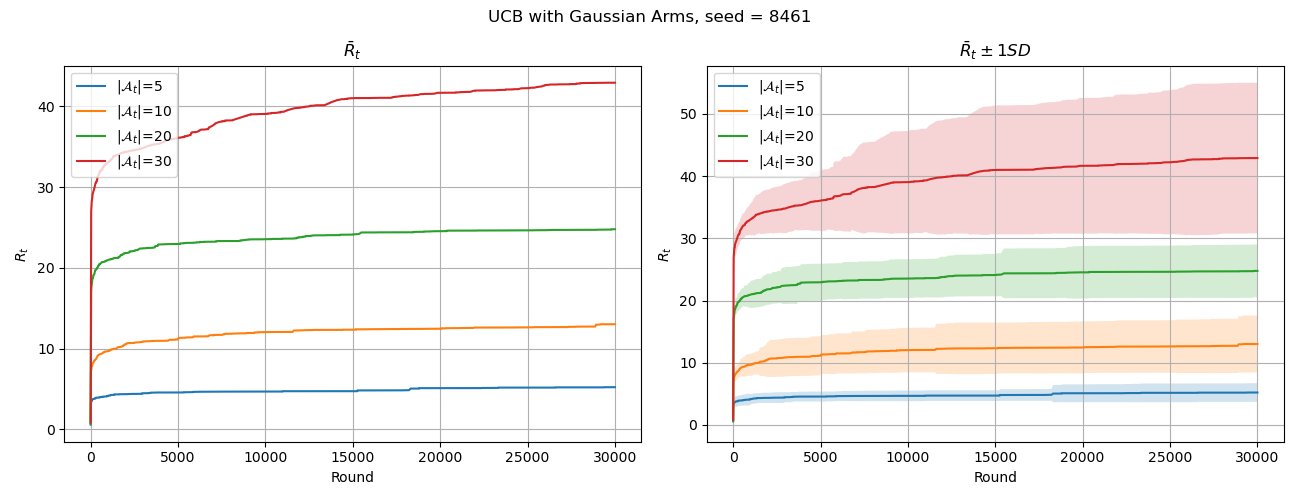 UCB with Gaussian Arms, seed = 8461
R̄ₜ
|𝒜ₜ|=5
|𝒜ₜ|=10
|𝒜ₜ|=20
|𝒜ₜ|=30
40
30
20
10
0
Rₜ
0 5000 10000 15000 20000 25000 30000
Round
R̄ₜ ± 1SD
|𝒜ₜ|=5
|𝒜ₜ|=10
|𝒜ₜ|=20
|𝒜ₜ|=30
50
40
30
20
10
0
Rₜ
0 5000 10000 15000 20000 25000 30000
Round